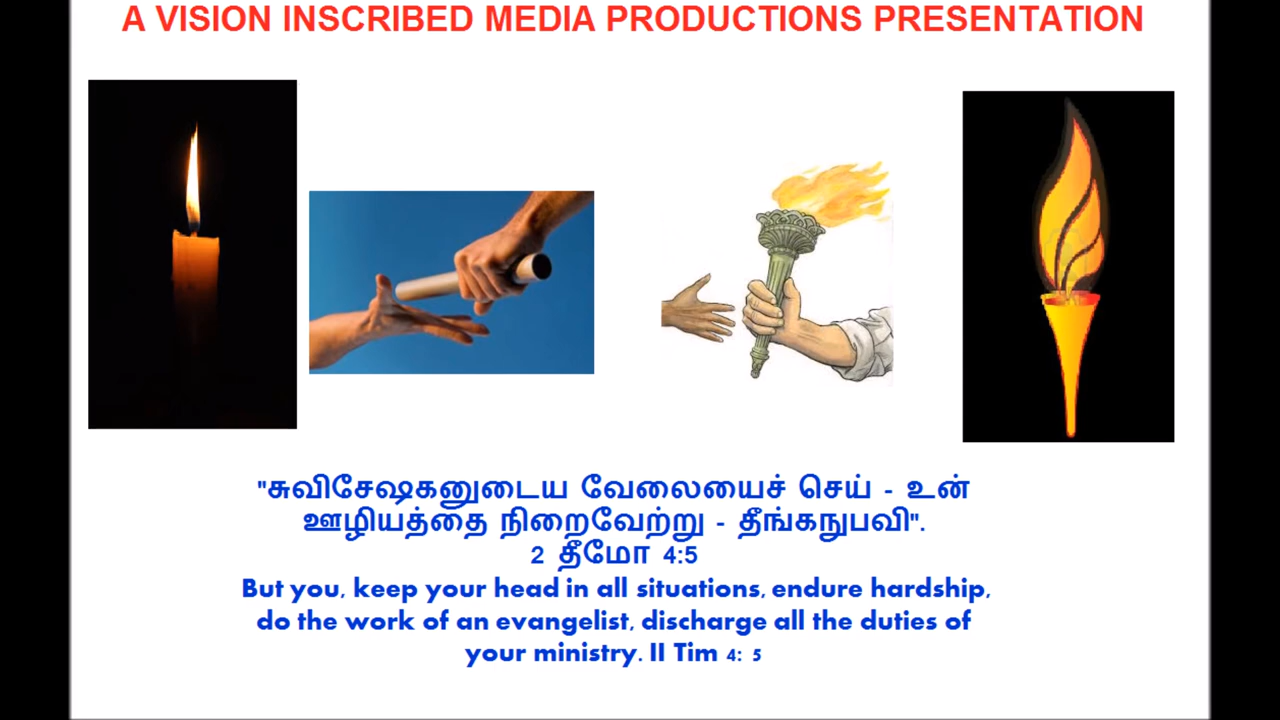 A VISION INSCRIBED MEDIA PRODUCTIONS PRESENTATION
"சுவிசேஷகனுடைய வேலையைச் செய் - உன்
ஊழியத்தை நிறைவேற்று - தீங்கநுபவி".
2 தீமோ 4:5
But you, keep your head in all situations, endure hardship,
do the work of an evangelist, discharge all the duties of
your ministry. II Tim 4: 5